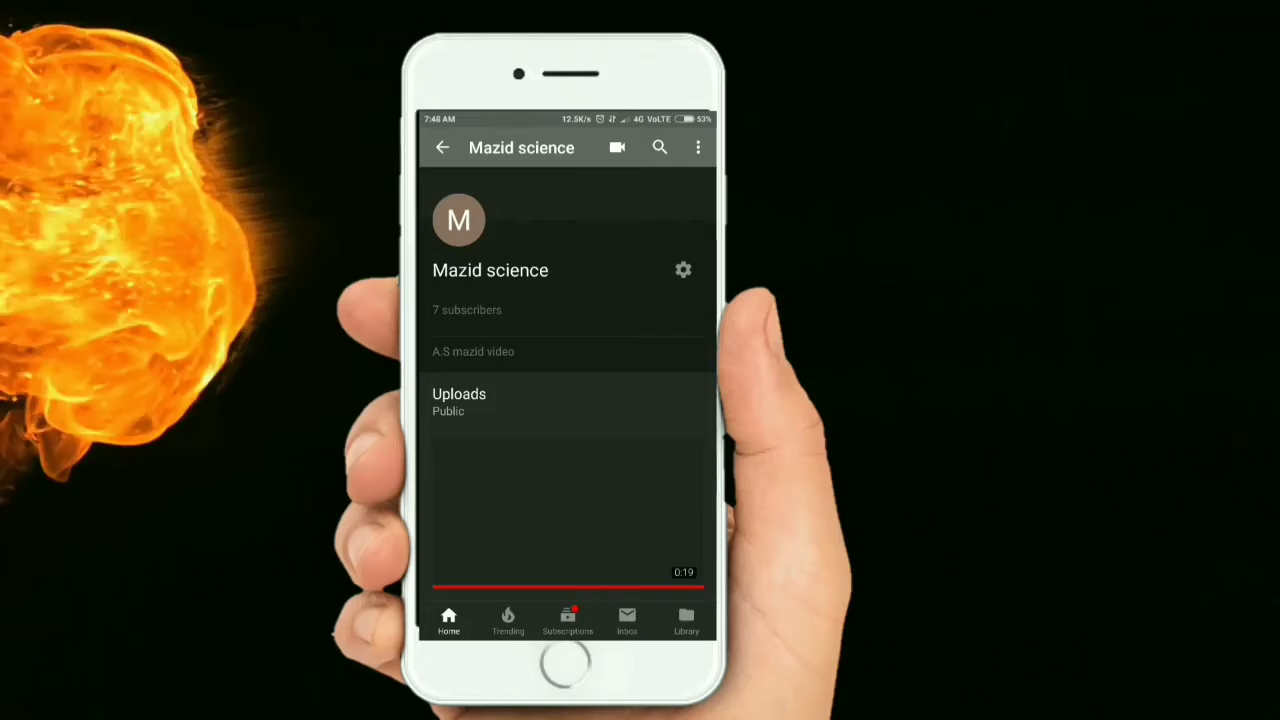 7:48 AM 12.5K/s 4G VoLTE 53%
Mazid science
M
Mazid science
7 subscribers
A.S mazid video
Uploads
Public
0:19
Home Trending Subscriptions Inbox Library